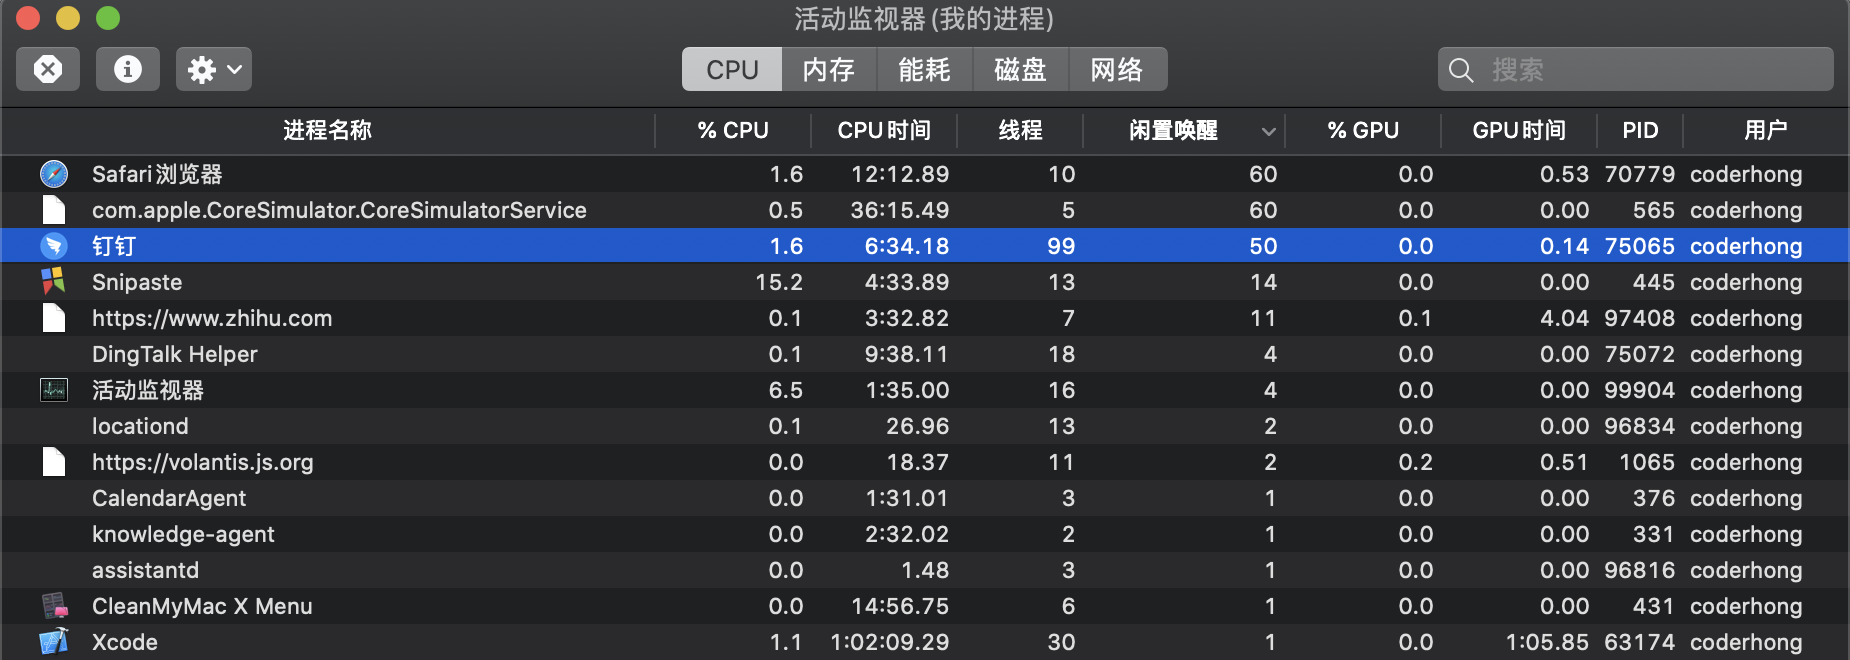 活动监视器 (我的进程)
CPU 内存 能耗 磁盘 网络 搜索
进程名称 % CPU CPU 时间 线程 闲置唤醒 % GPU GPU 时间 PID 用户
Safari 浏览器 1.6 12:12.89 10 60 0.0 0.53 70779 coderhong
com.apple.CoreSimulator.CoreSimulatorService 0.5 36:15.49 5 60 0.0 0.00 565 coderhong
钉钉 1.6 6:34.18 99 50 0.0 0.14 75065 coderhong
Snipaste 15.2 4:33.89 13 14 0.0 0.00 445 coderhong
https://www.zhihu.com 0.1 3:32.82 7 11 0.1 4.04 97408 coderhong
DingTalk Helper 0.1 9:38.11 18 4 0.0 0.00 75072 coderhong
活动监视器 6.5 1:35.00 16 4 0.0 0.00 99904 coderhong
locationd 0.1 26.96 13 2 0.0 0.00 96834 coderhong
https://volantis.js.org 0.0 18.37 11 2 0.2 0.51 1065 coderhong
CalendarAgent 0.0 1:31.01 3 1 0.0 0.00 376 coderhong
knowledge-agent 0.0 2:32.02 2 1 0.0 0.00 331 coderhong
assistantd 0.0 1.48 3 1 0.0 0.00 96816 coderhong
CleanMyMac X Menu 0.0 14:56.75 6 1 0.0 0.00 431 coderhong
Xcode 1.1 1:02:09.29 30 1 0.0 1:05.85 63174 coderhong